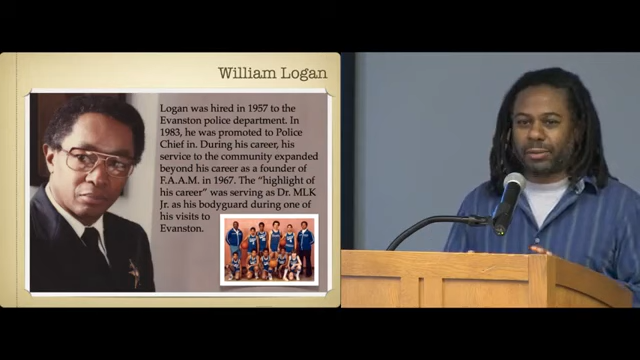 William Logan
Logan was hired in 1957 to the
Evanston police department. In
1983, he was promoted to Police
Chief in. During his career, his
service to the community expanded
beyond his career as a founder of
F.A.A.M. in 1967. The “highlight of
his career” was serving as Dr. MLK
Jr. as his bodyguard during one of
his visits to
Evanston.